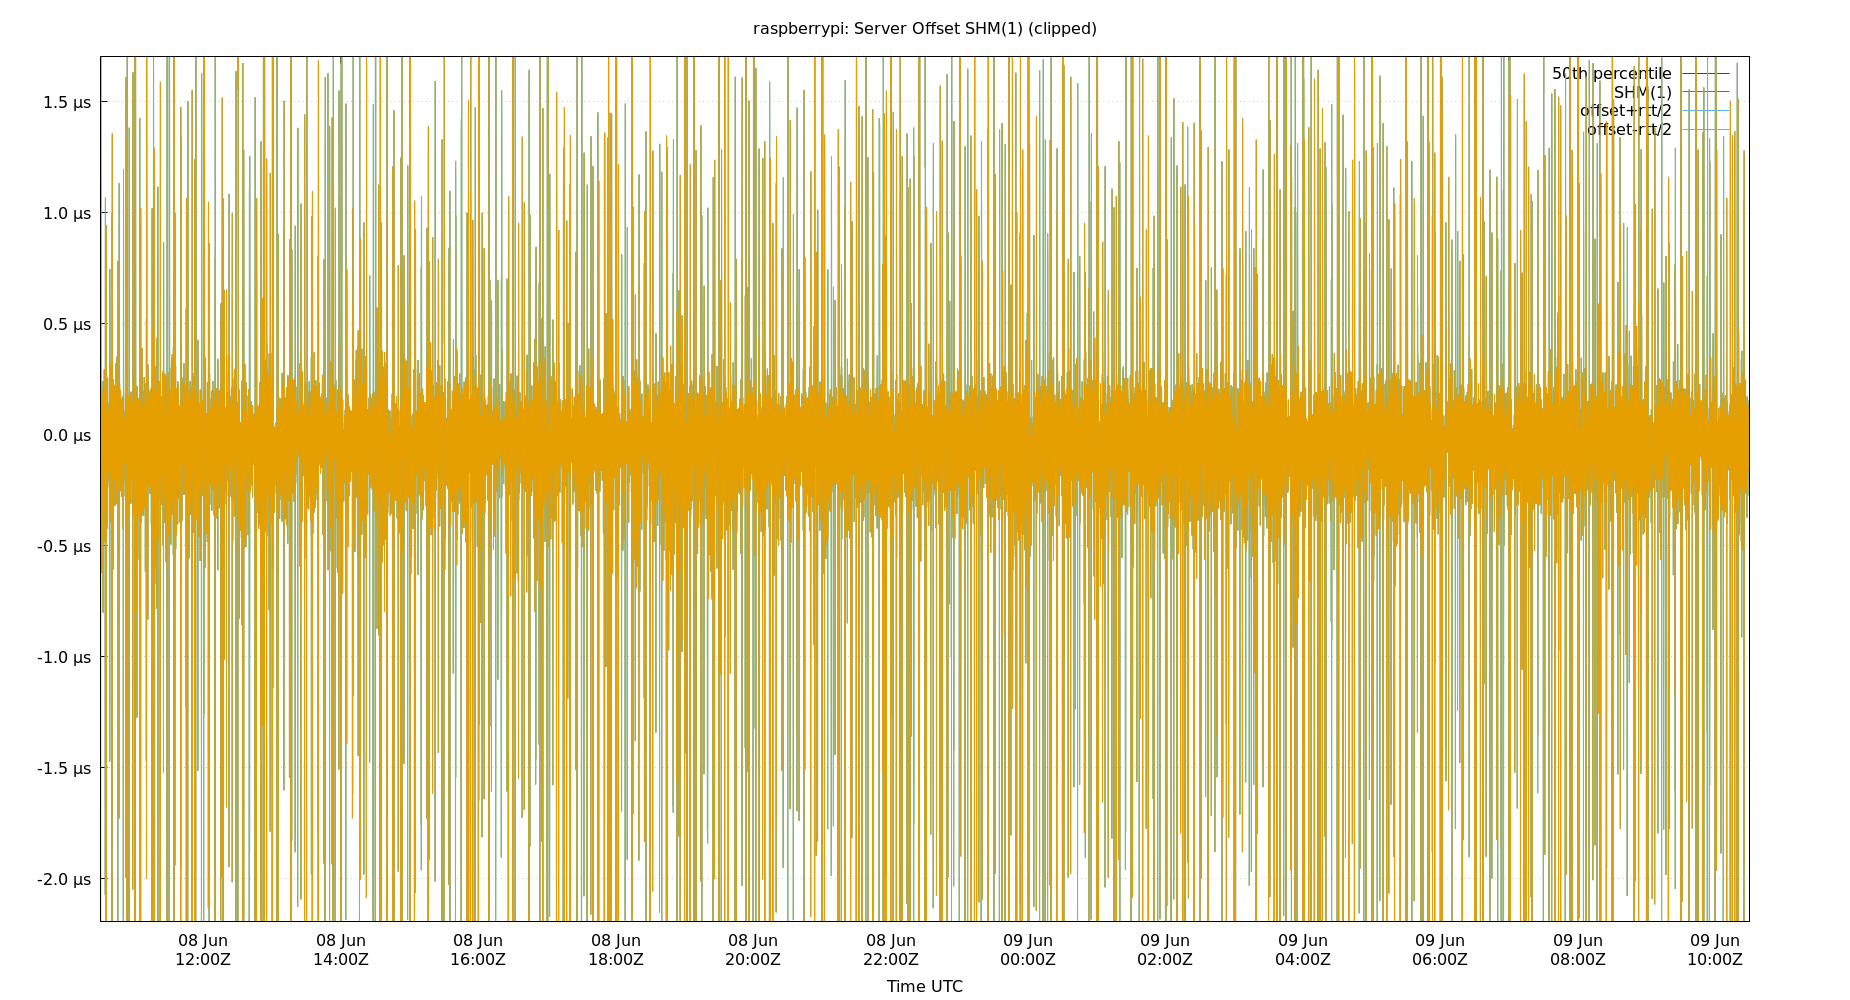 raspberrypi: Server Offset SHM(1) (clipped)
50th percentile
SHM(1)
offset+rtt/2
offset-rtt/2
1.5 µs
1.0 µs
0.5 µs
0.0 µs
-0.5 µs
-1.0 µs
-1.5 µs
-2.0 µs
08 Jun 08 Jun 08 Jun 08 Jun 08 Jun 08 Jun 09 Jun 09 Jun 09 Jun 09 Jun 09 Jun 09 Jun
12:00Z 14:00Z 16:00Z 18:00Z 20:00Z 22:00Z 00:00Z 02:00Z 04:00Z 06:00Z 08:00Z 10:00Z
Time UTC